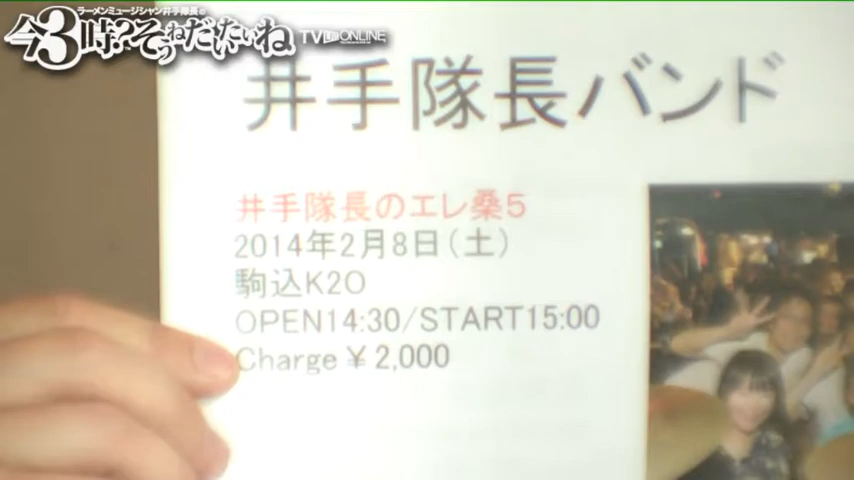 ラーメンミュージシャン井手隊長の
今3時?そうねだいたいね
TV ONLINE
井手隊長バンド
井手隊長のエレ桑5
2014年2月8日(土)
駒込K2O
OPEN14:30/START15:00
Charge¥2,000